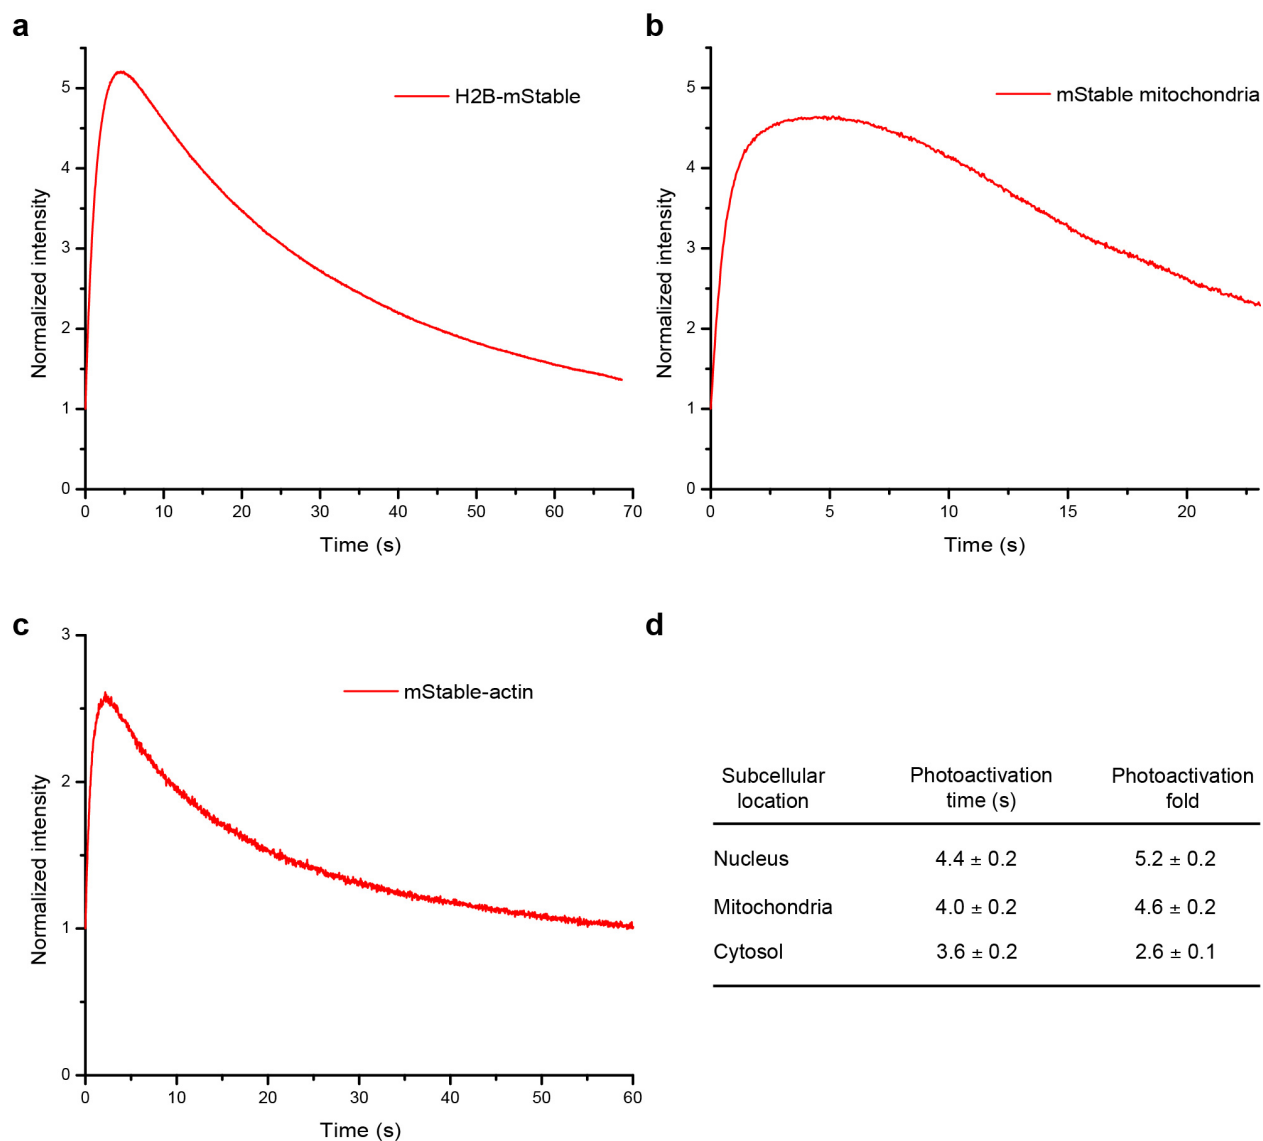 a
5
4
3
2
1
0
Normalized intensity
H2B-mStable
0 10 20 30 40 50 60 70
Time (s)
b
5
4
3
2
1
0
Normalized intensity
mStable mitochondria
0 5 10 15 20
Time (s)
c
3
2
1
0
Normalized intensity
mStable-actin
0 10 20 30 40 50 60
Time (s)
d
Subcellular location Photoactivation time (s) Photoactivation fold
Nucleus 4.4 ± 0.2 5.2 ± 0.2
Mitochondria 4.0 ± 0.2 4.6 ± 0.2
Cytosol 3.6 ± 0.2 2.6 ± 0.1